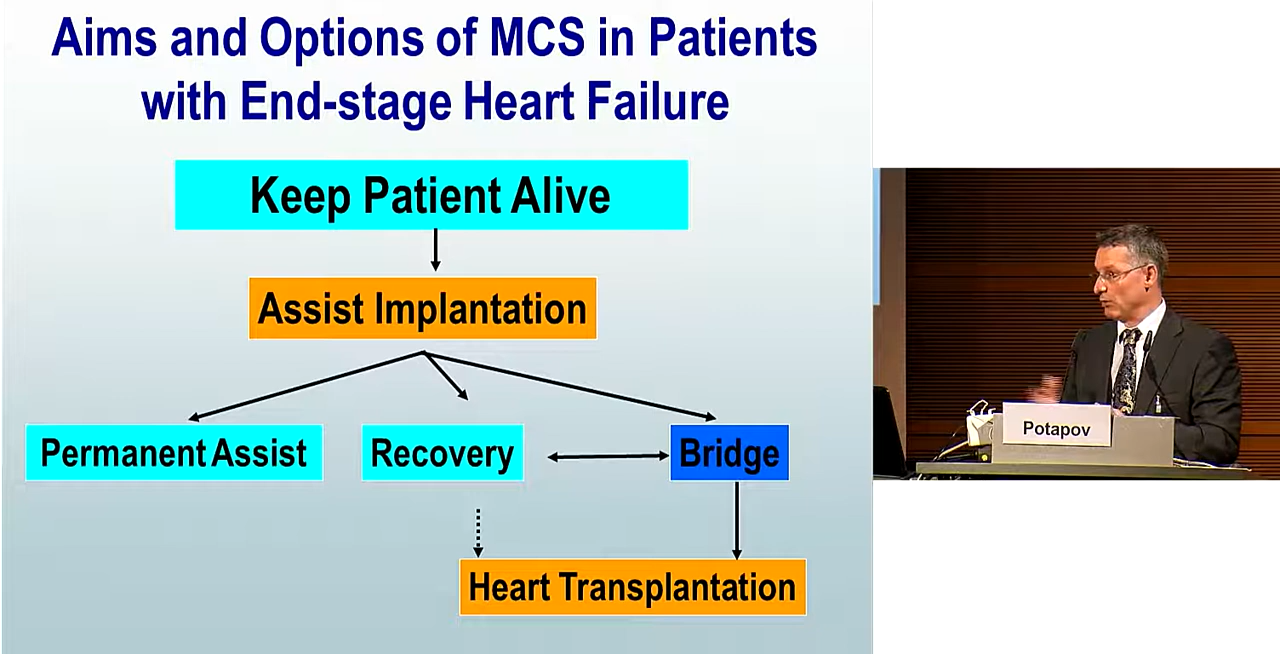 Aims and Options of MCS in Patients
with End-stage Heart Failure
Keep Patient Alive
Assist Implantation
Permanent Assist
Recovery
Bridge
Heart Transplantation
Potapov